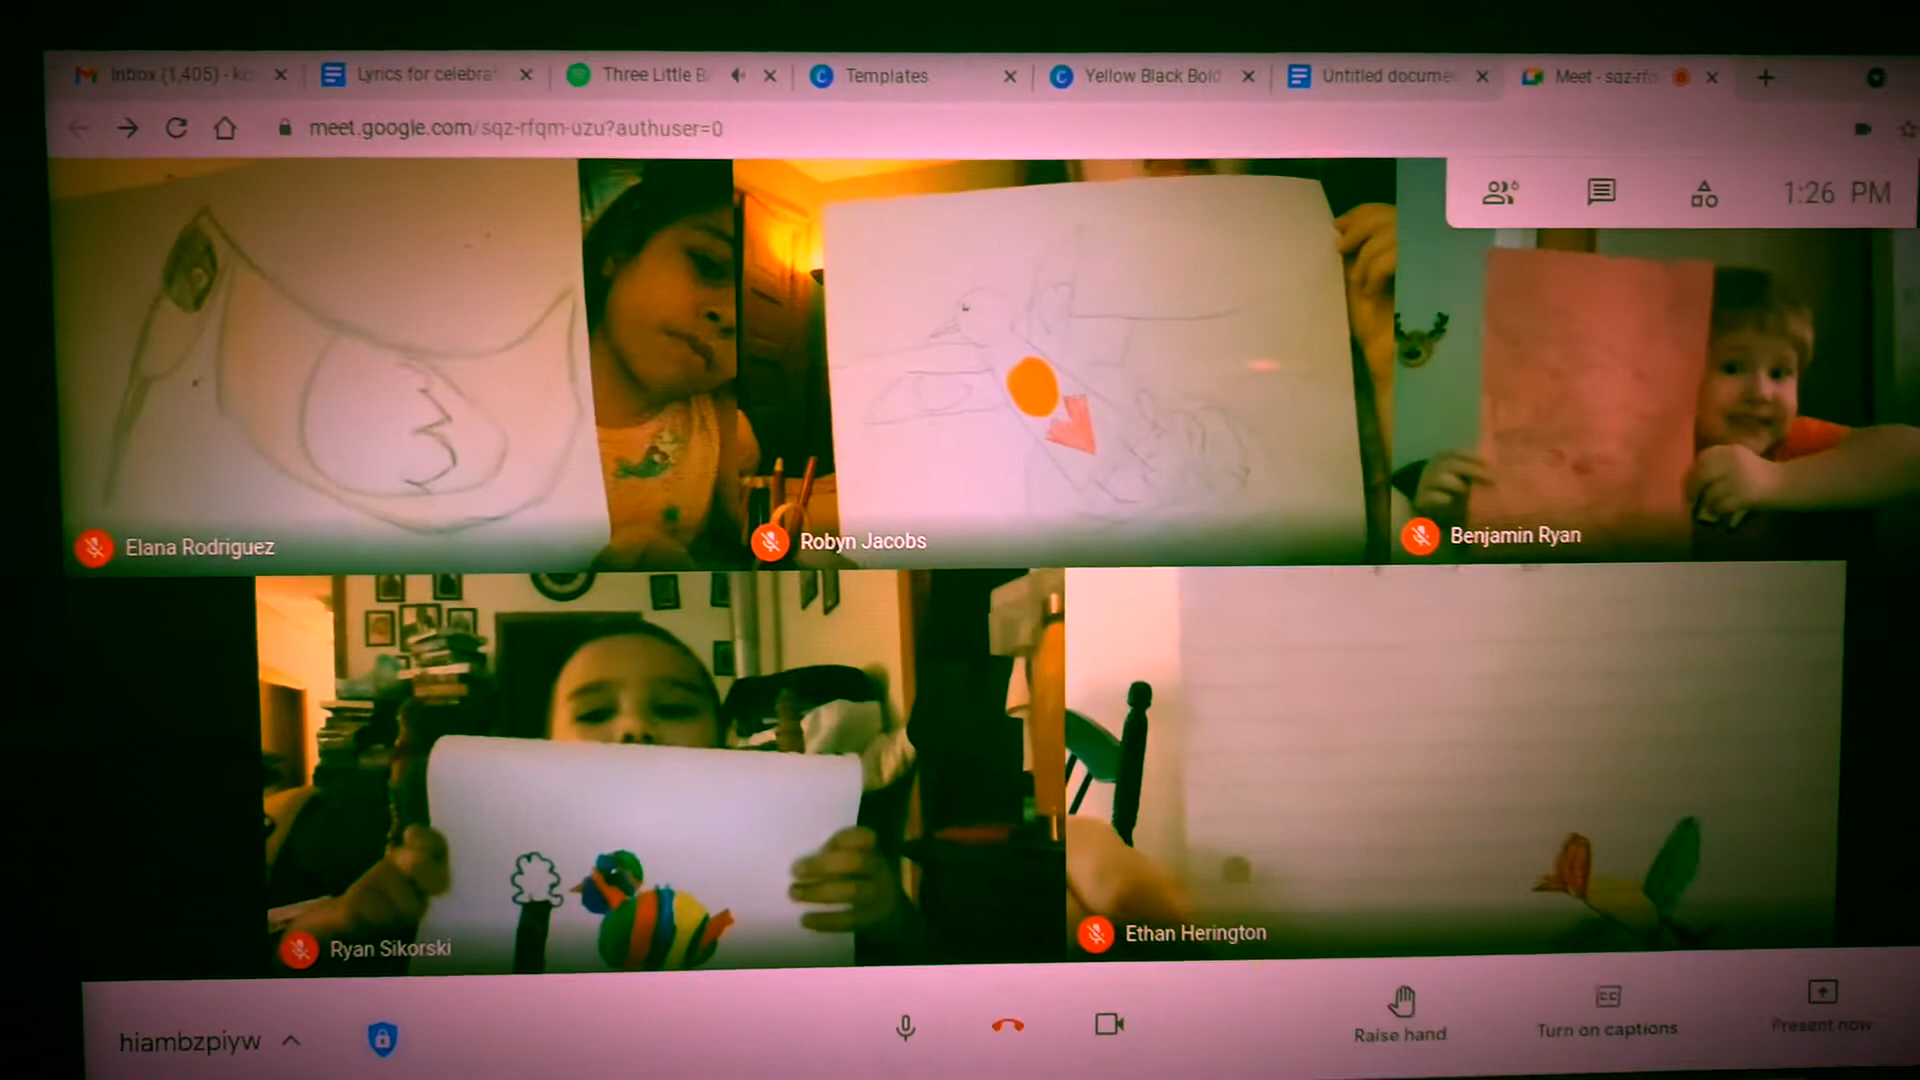 Inbox (1,405) - ko
Lyrics for celebra
Three Little B
Templates
Yellow Black Bold
Untitled docume
Meet - sqz-rfq
meet.google.com/sqz-rfqm-uzu?authuser=0
1:26 PM
Elana Rodriguez
Robyn Jacobs
Benjamin Ryan
Ryan Sikorski
Ethan Herington
hiambzpiyw
Raise hand
Turn on captions
Present now